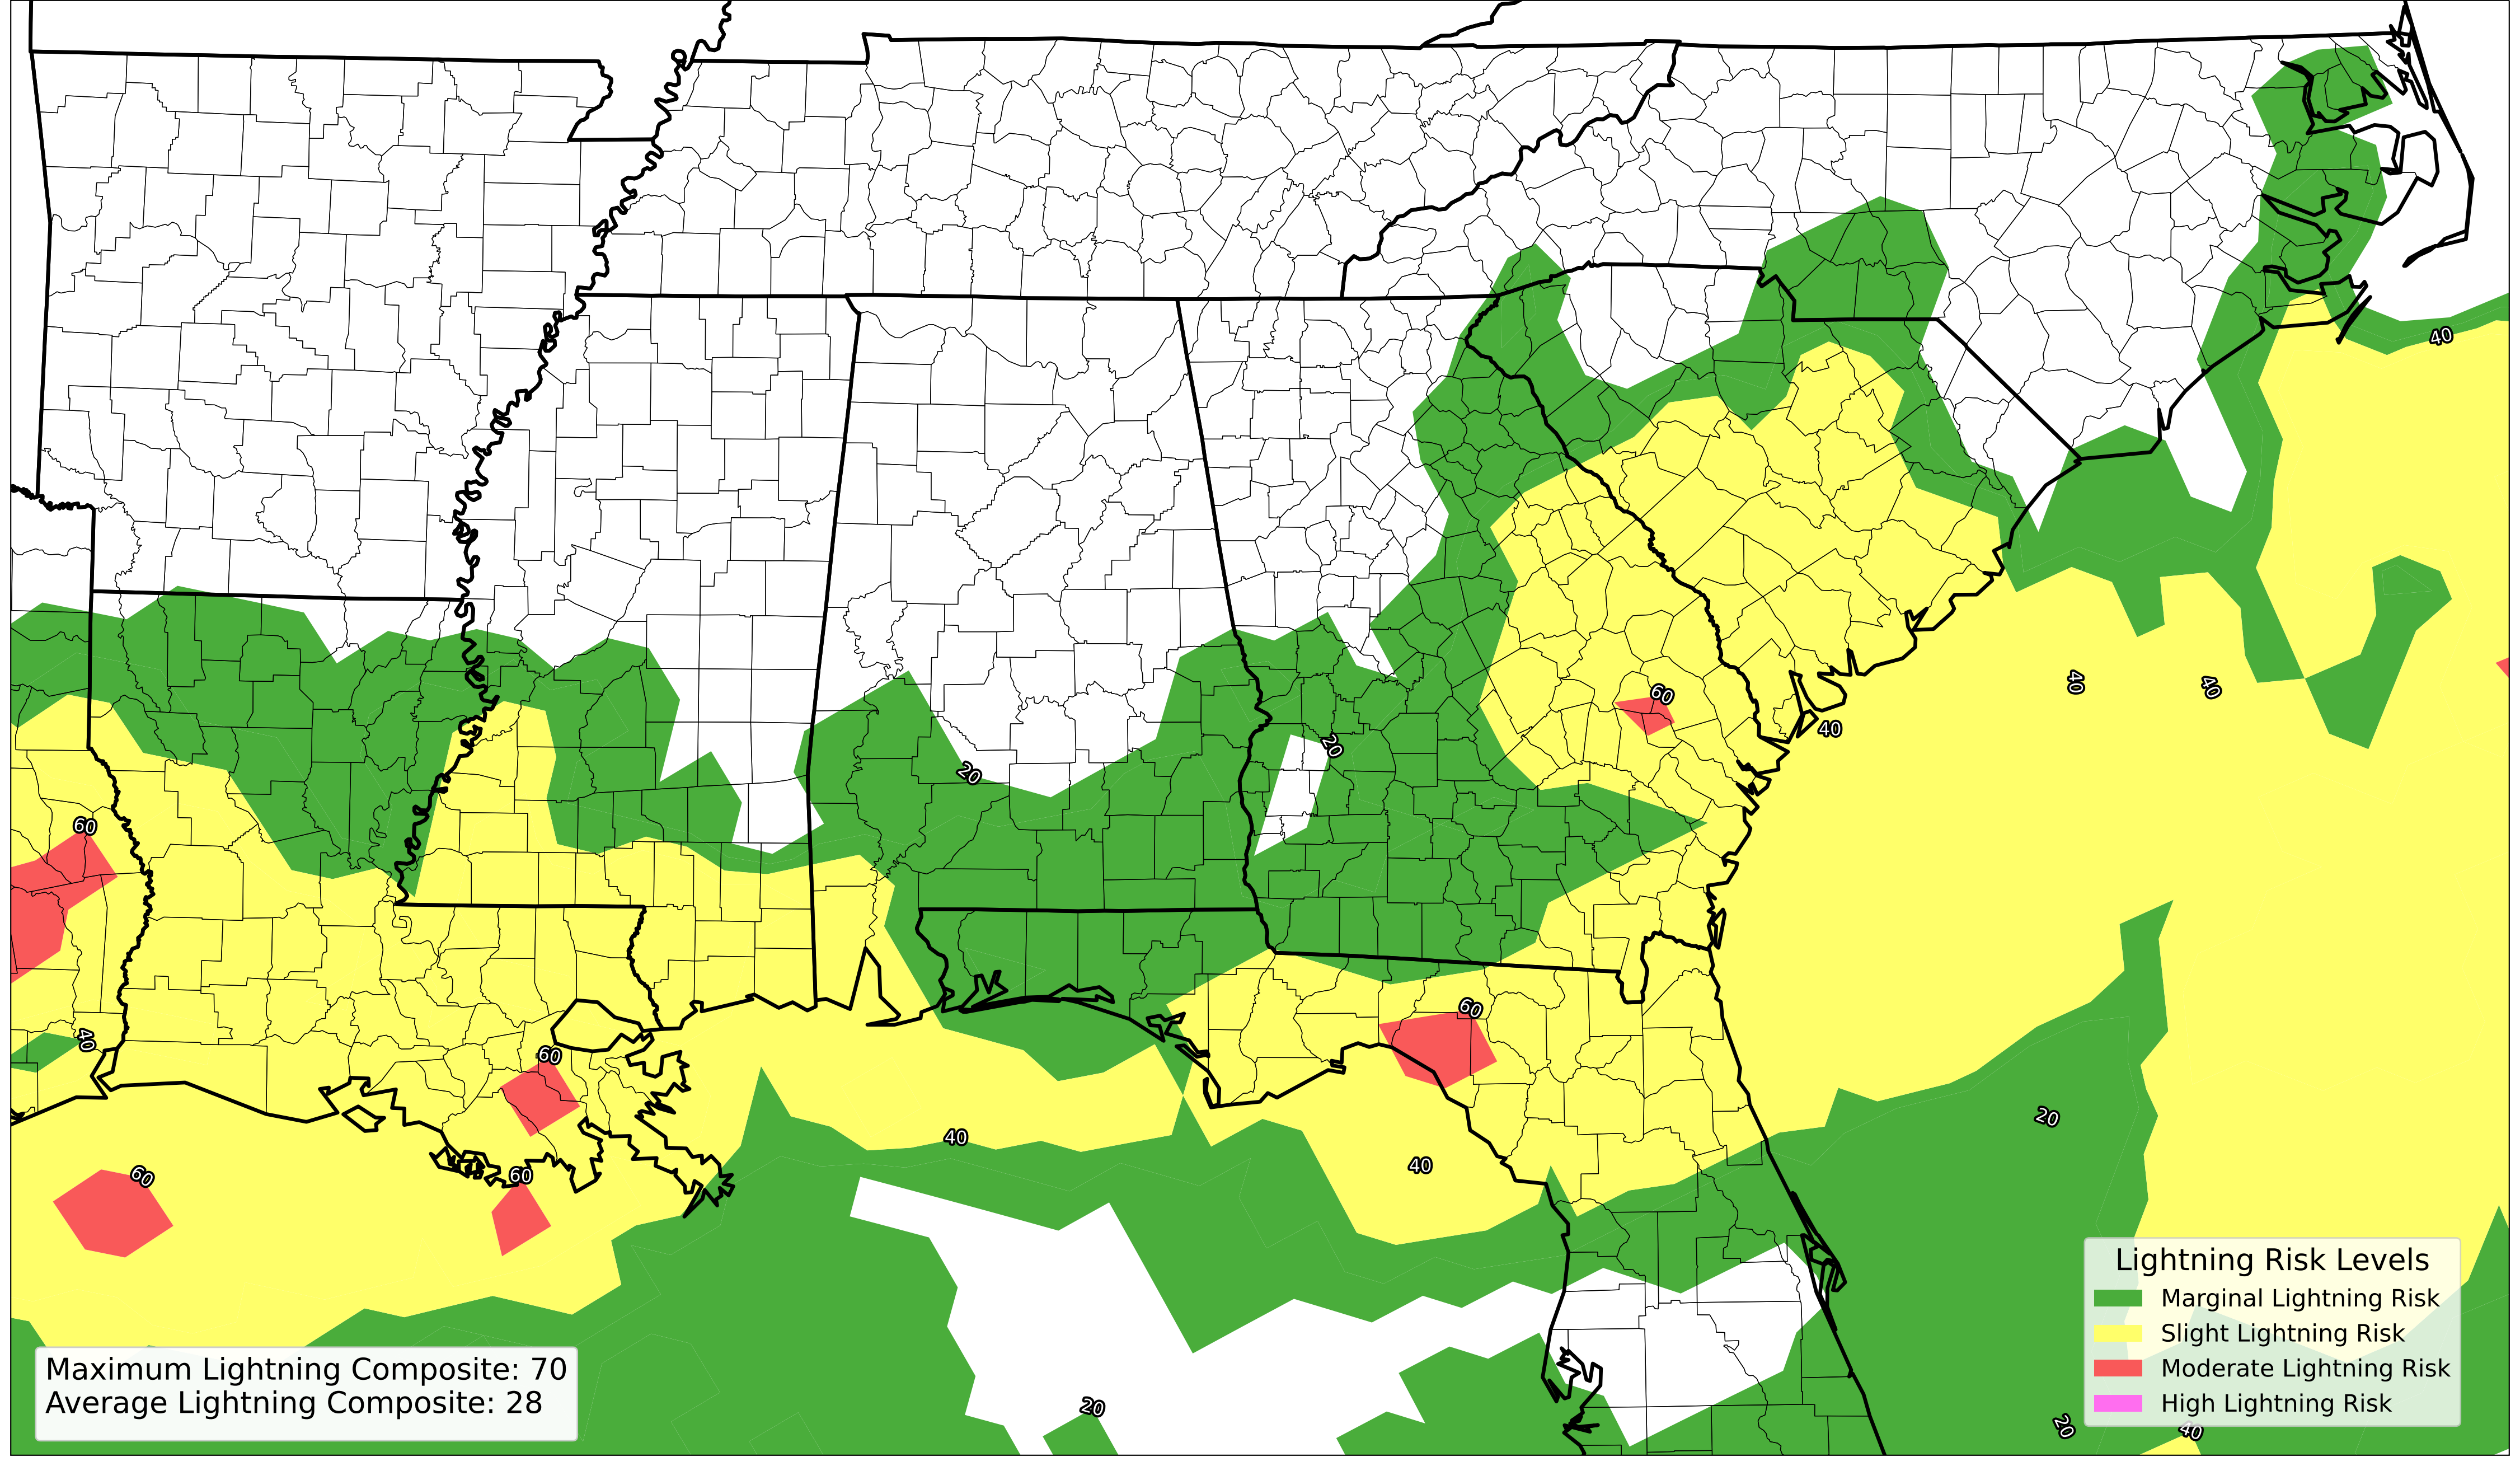 40
60
40
40
20
40
20
60
60
40
60
20
40
40
60
60
Lightning Risk Levels
Marginal Lightning Risk
Slight Lightning Risk
Moderate Lightning Risk
High Lightning Risk
Maximum Lightning Composite: 70
Average Lightning Composite: 28
20
20
40